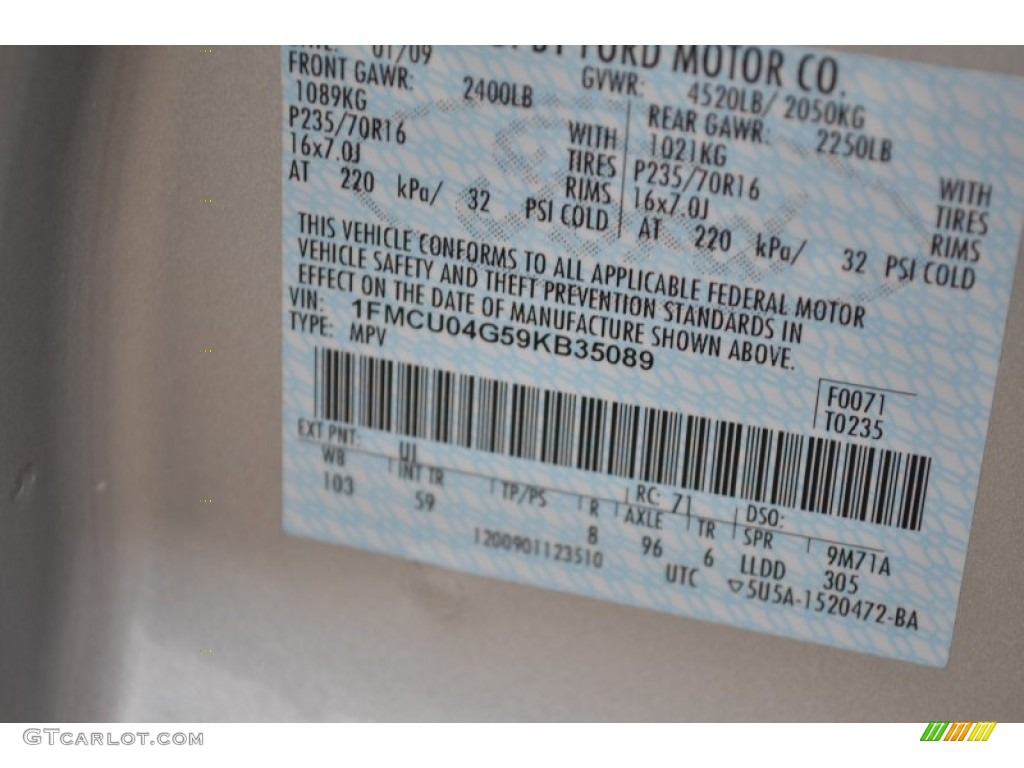 01/09 BY FORD MOTOR CO.
FRONT GAWR: 2400LB GVWR: 4520LB/ 2050KG
1089KG WITH REAR GAWR: 2250LB
P235/70R16 TIRES 1021KG WITH
16x7.0J RIMS P235/70R16 TIRES
AT 220 kPa/ 32 PSI COLD 16x7.0J RIMS
AT 220 kPa/ 32 PSI COLD
THIS VEHICLE CONFORMS TO ALL APPLICABLE FEDERAL MOTOR
VEHICLE SAFETY AND THEFT PREVENTION STANDARDS IN
EFFECT ON THE DATE OF MANUFACTURE SHOWN ABOVE.
VIN: 1FMCU04G59KB35089
TYPE: MPV
F0071
T0235
EXT PNT: UJ RC: 71 DSO:
WB INT TR TP/PS R AXLE TR SPR 9M71A
103 59 8 96 6 LLDD 305
1200901123510 UTC ▽5U5A-1520472-BA
GTCARLOT.COM